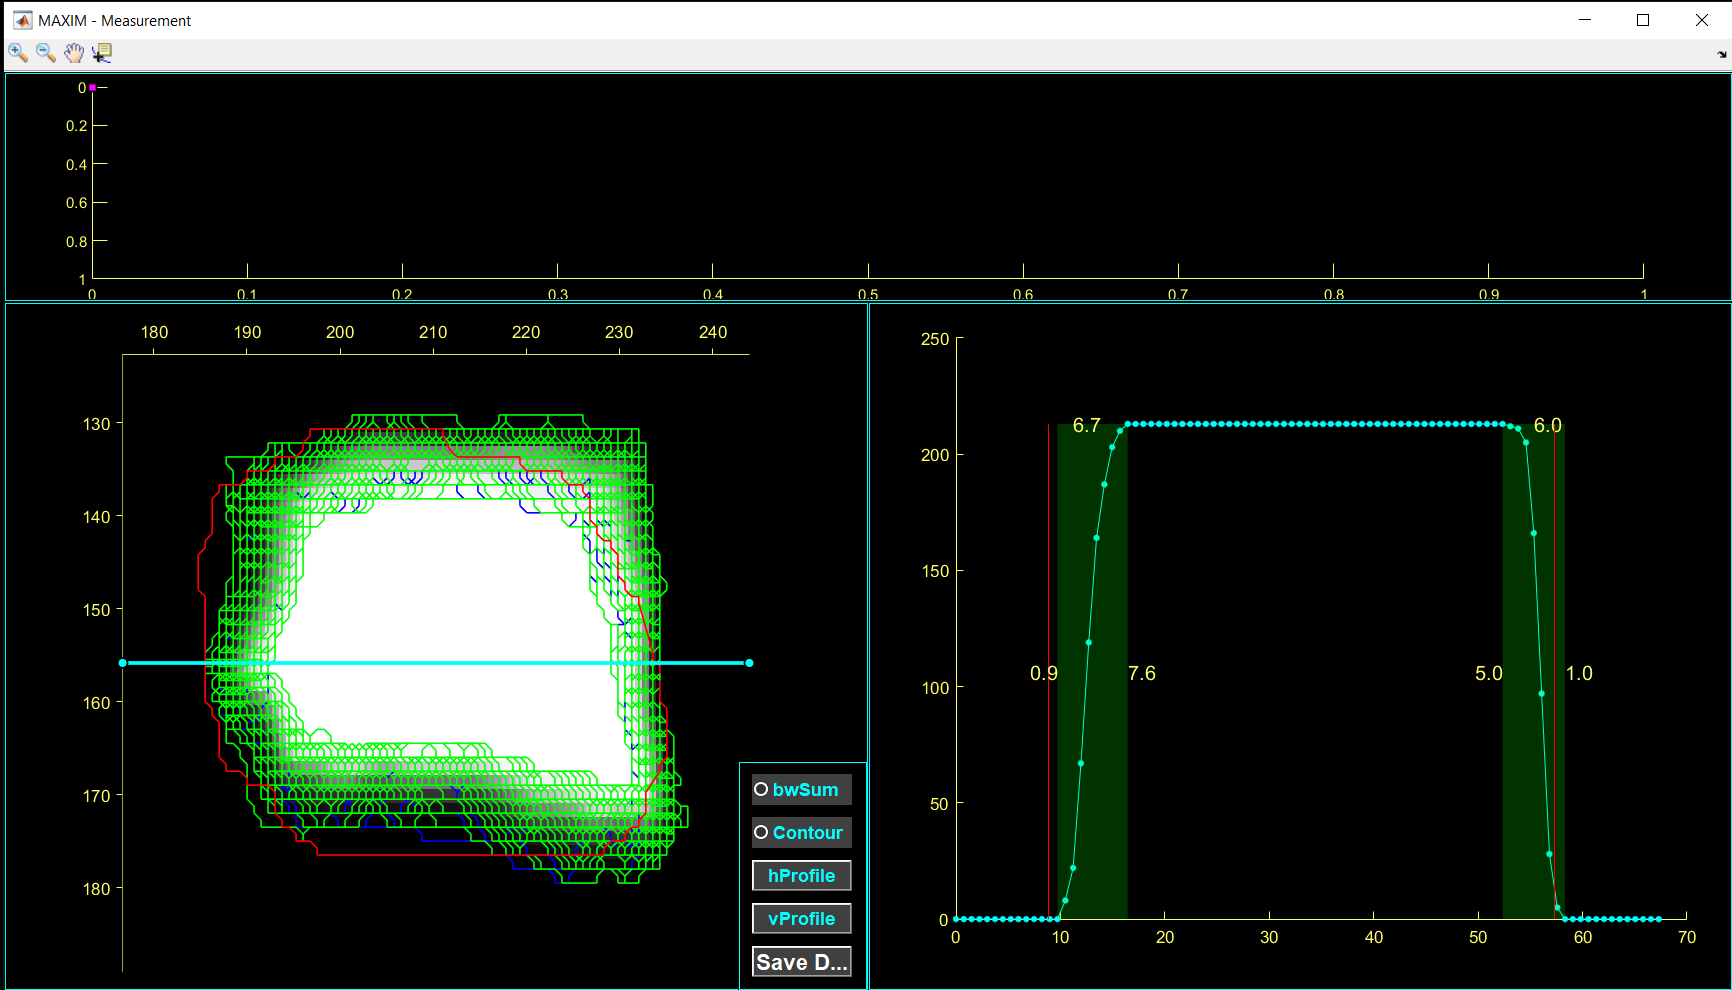 MAXIM - Measurement
0
0.2
0.4
0.6
0.8
1
0 0.1 0.2 0.3 0.4 0.5 0.6 0.7 0.8 0.9 1
180 190 200 210 220 230 240
130
140
150
160
170
180
bwSum
Contour
hProfile
vProfile
Save D...
250
200
150
100
50
0
6.7 6.0
0.9 7.6 5.0 1.0
0 10 20 30 40 50 60 70